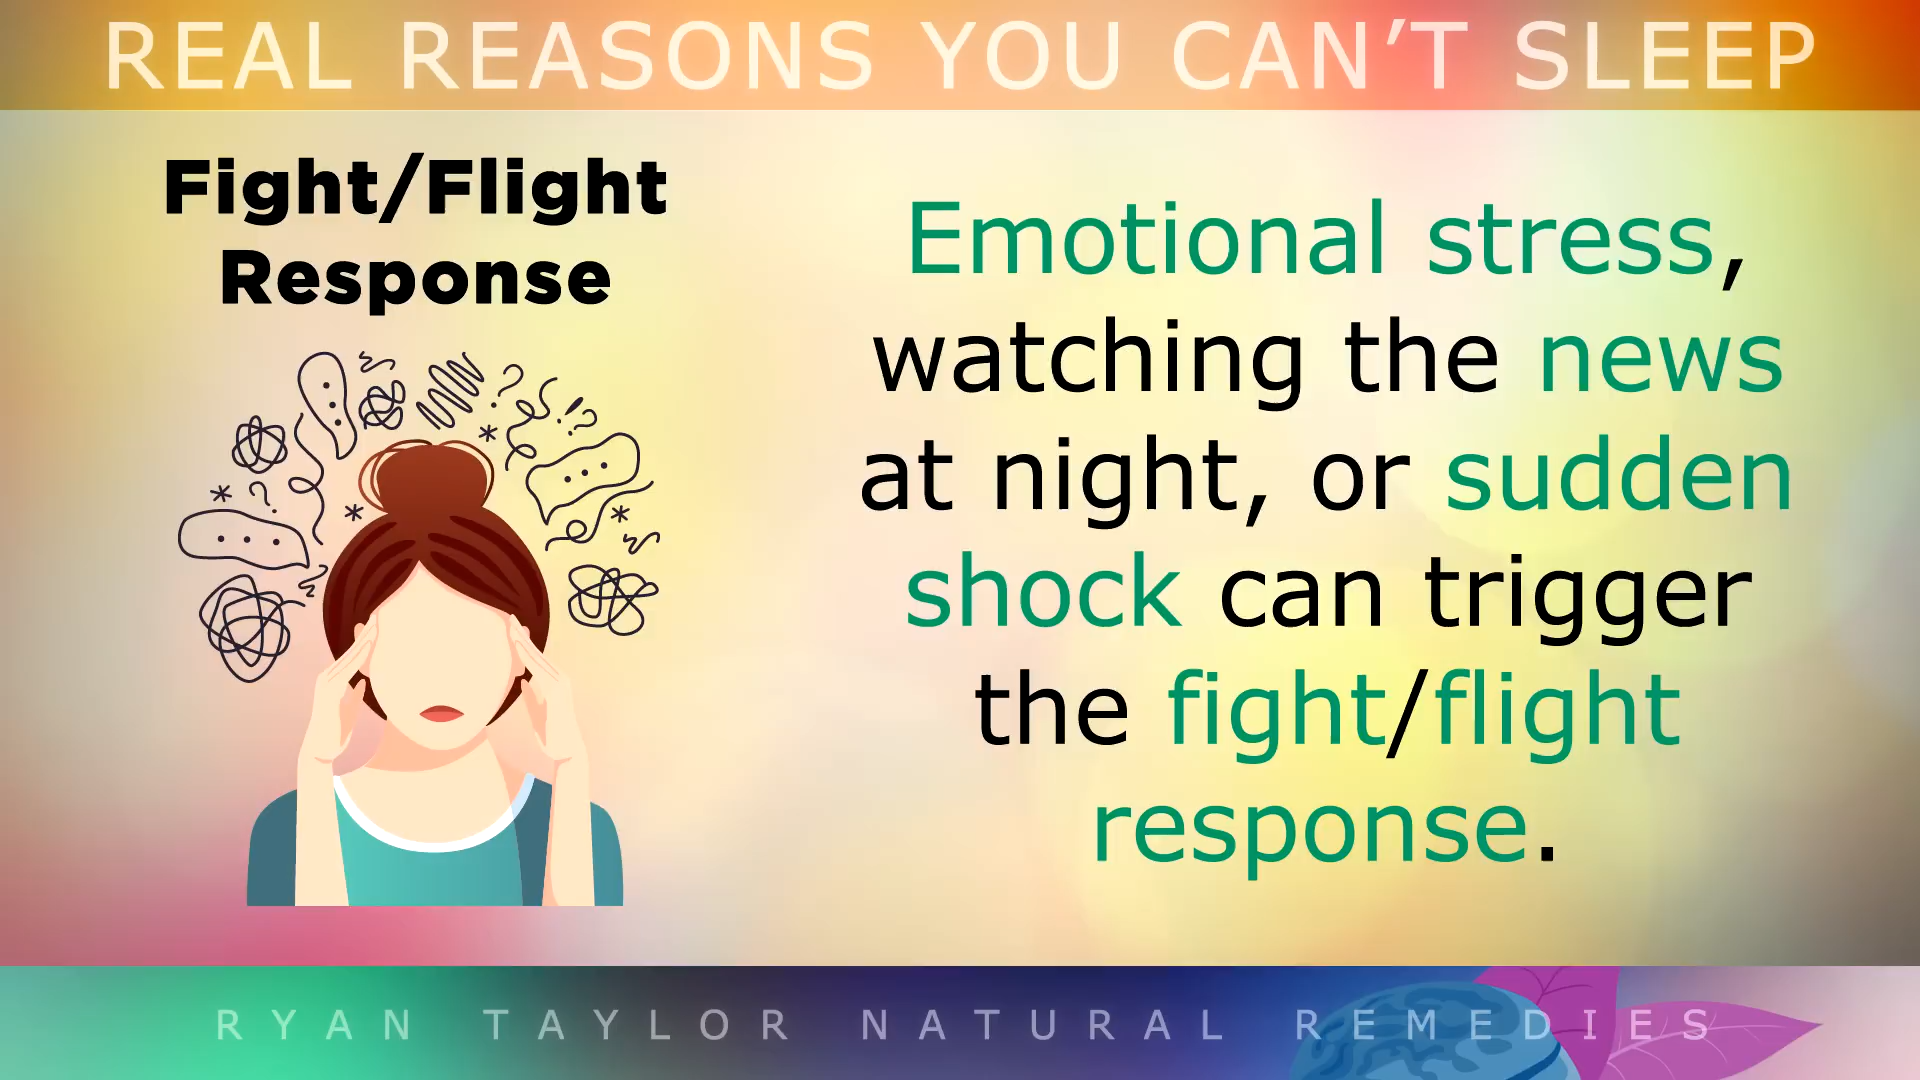 REAL REASONS YOU CAN’T SLEEP
Fight/Flight
Response
Emotional stress,
watching the news
at night, or sudden
shock can trigger
the fight/flight
response.
RYAN TAYLOR NATURAL REMEDIES